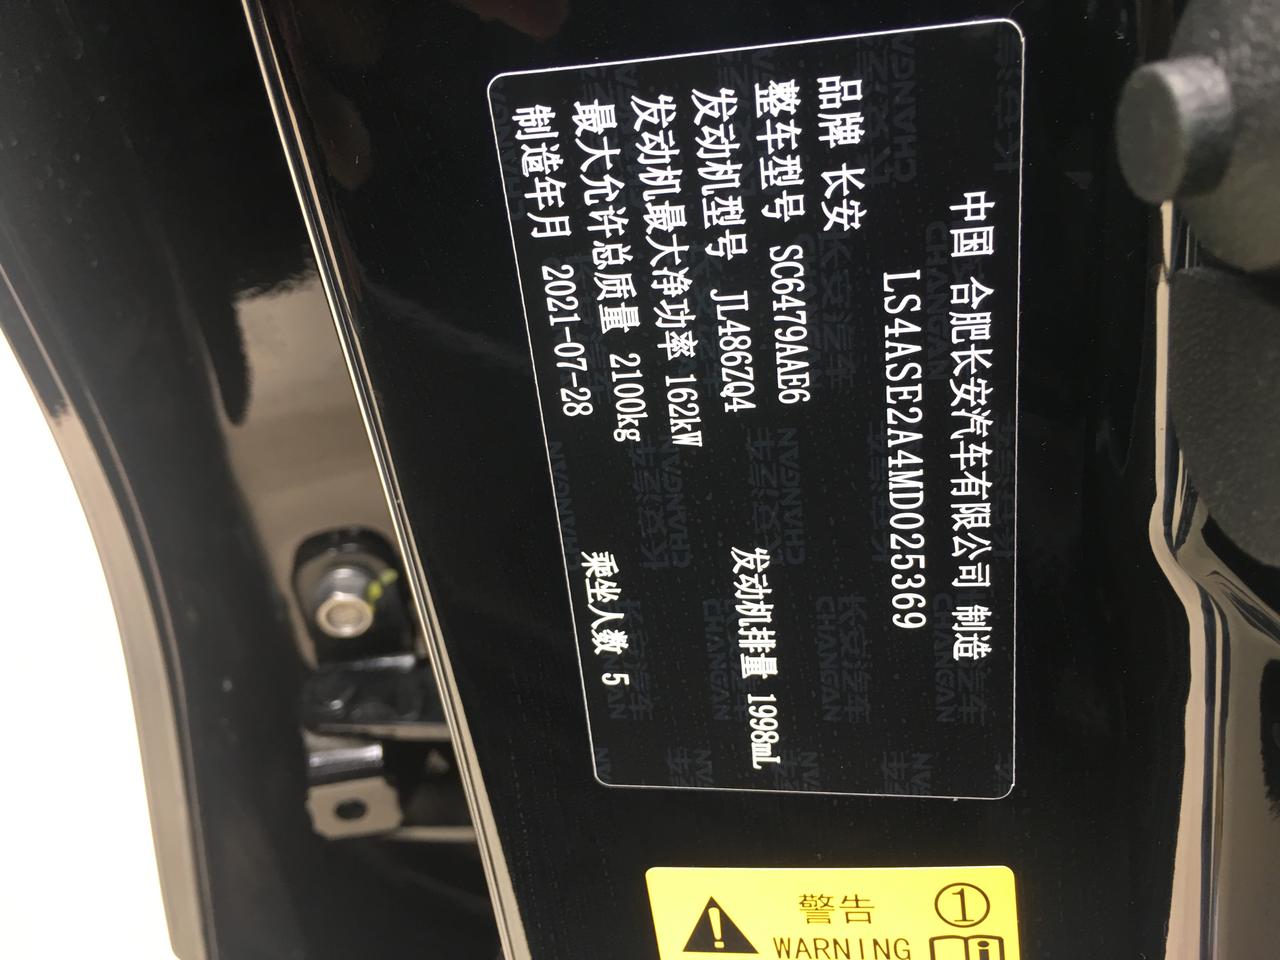 中国 合肥长安汽车有限公司 制造
LS4ASE2A4MD025369
品牌 长安
整车型号 SC6479AAE6
发动机型号 JL486ZQ4 发动机排量 1998mL
发动机最大净功率 162kW
最大允许总质量 2100kg 乘坐人数 5
制造年月 2021-07-28
① 警告
WARNING